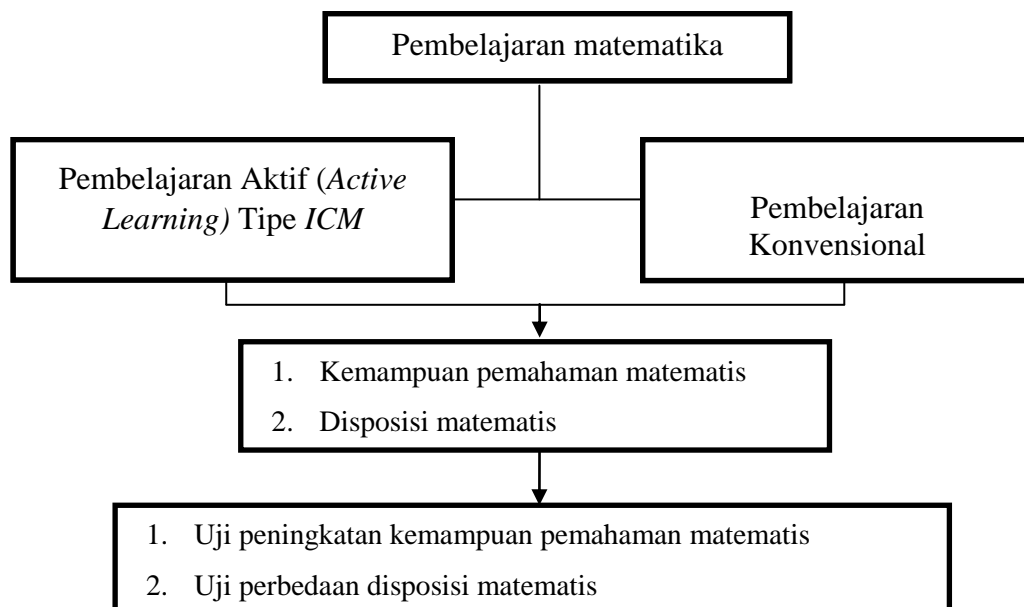 Pembelajaran matematika
Pembelajaran Aktif (Active
Learning) Tipe ICM
Pembelajaran
Konvensional
1. Kemampuan pemahaman matematis
2. Disposisi matematis
1. Uji peningkatan kemampuan pemahaman matematis
2. Uji perbedaan disposisi matematis